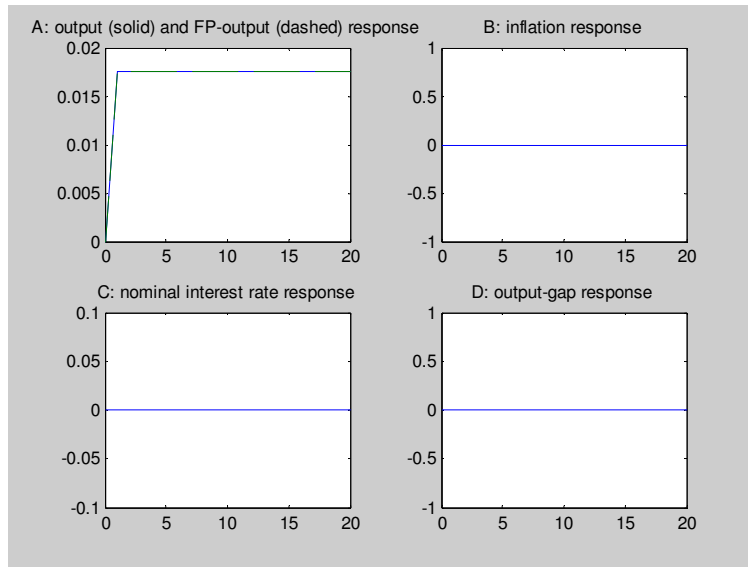 A: output (solid) and FP-output (dashed) response
0.02
0.015
0.01
0.005
0
0 5 10 15 20
B: inflation response
1
0.5
0
-0.5
-1
0 5 10 15 20
C: nominal interest rate response
0.1
0.05
0
-0.05
-0.1
0 5 10 15 20
D: output-gap response
1
0.5
0
-0.5
-1
0 5 10 15 20